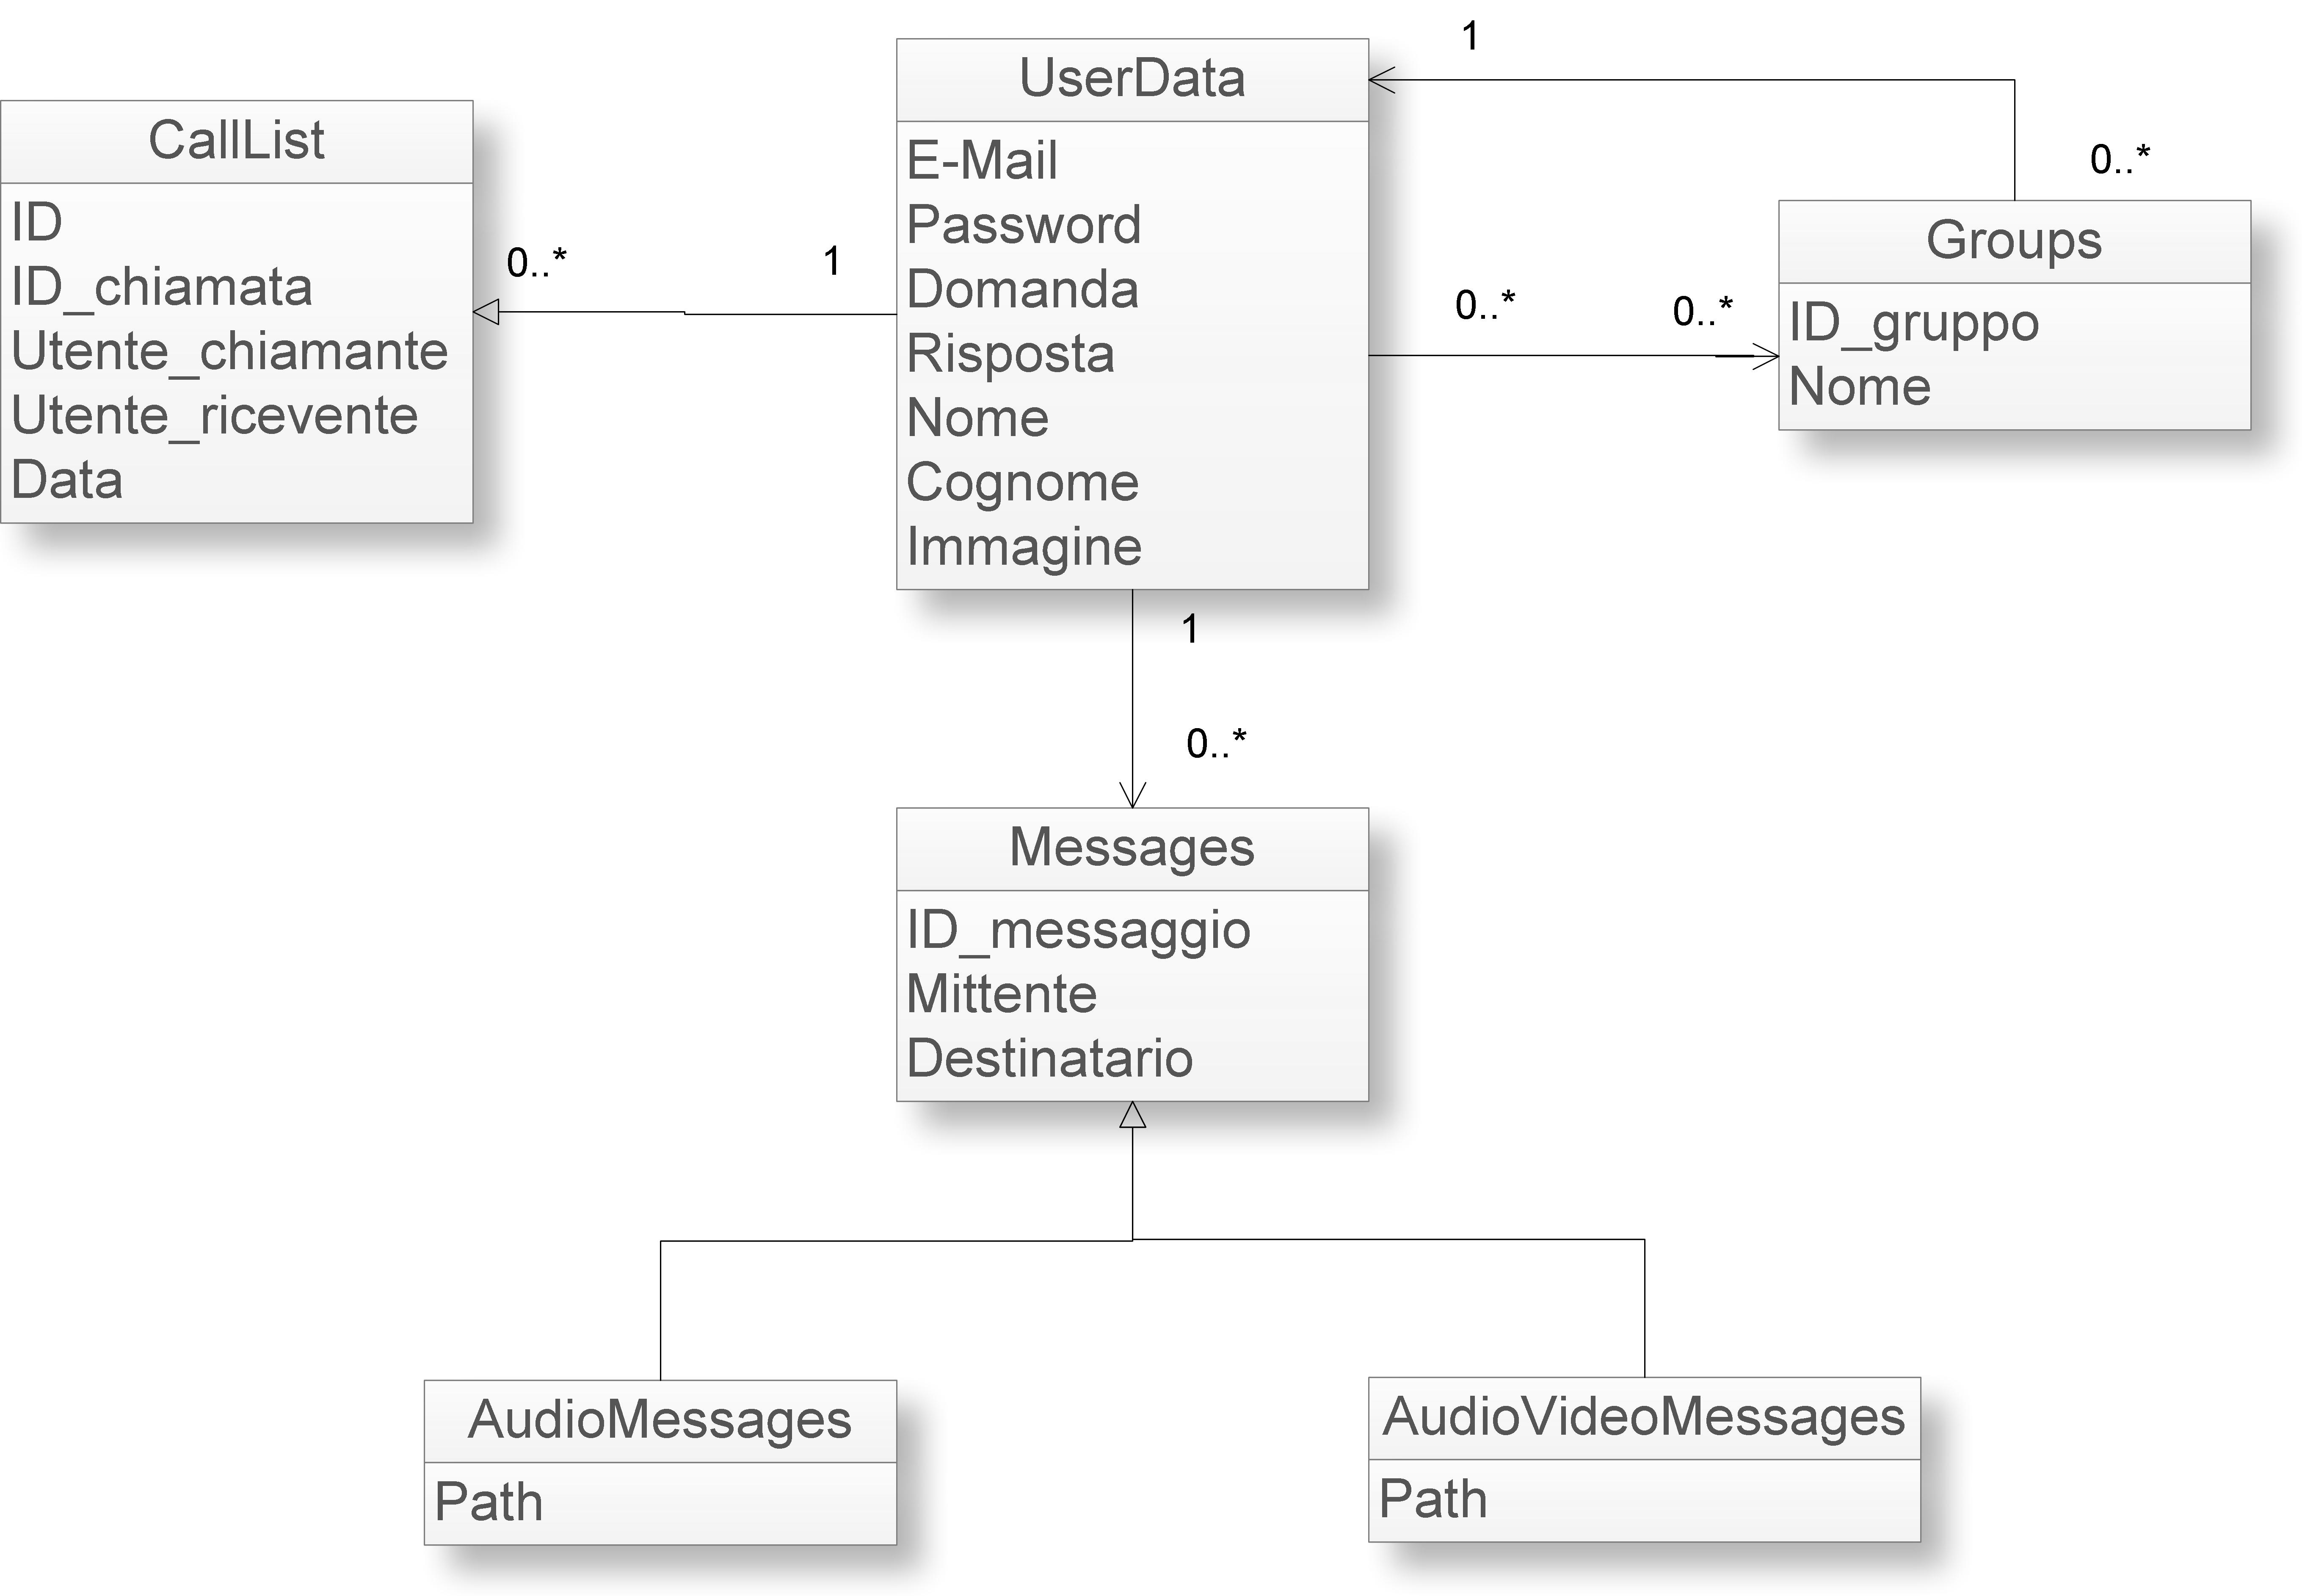 CallList
ID
ID_chiamata
Utente_chiamante
Utente_ricevente
Data
0..*
1
UserData
E-Mail
Password
Domanda
Risposta
Nome
Cognome
Immagine
1
0..*
0..*
0..*
Groups
ID_gruppo
Nome
1
0..*
Messages
ID_messaggio
Mittente
Destinatario
AudioMessages
Path
AudioVideoMessages
Path